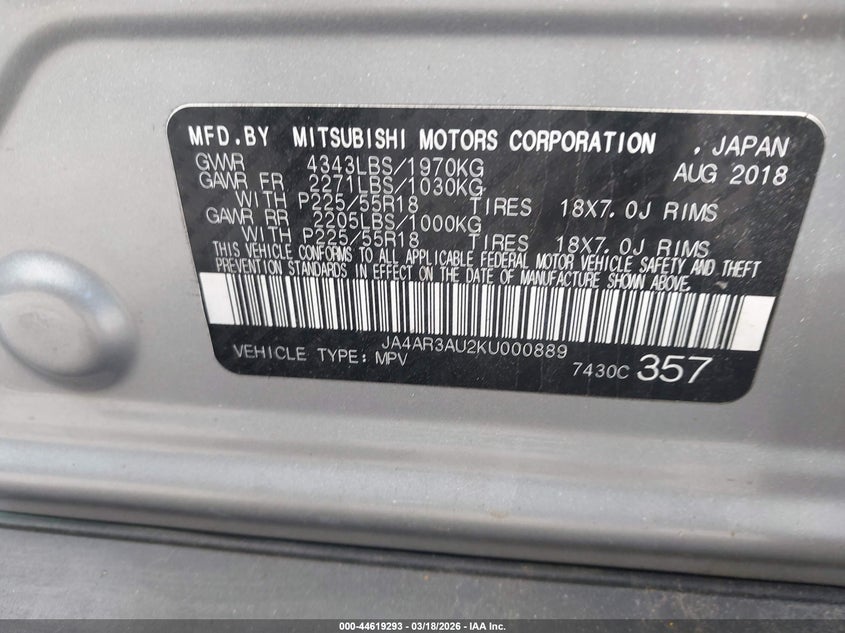 MFD.BY MITSUBISHI MOTORS CORPORATION . JAPAN
GVWR 4343LBS/1970KG AUG 2018
GAWR FR 2271LBS/1030KG
WITH P225/55R18 TIRES 18X7.0J RIMS
GAWR RR 2205LBS/1000KG
WITH P225/55R18 TIRES 18X7.0J RIMS
THIS VEHICLE CONFORMS TO ALL APPLICABLE FEDERAL MOTOR VEHICLE SAFETY AND THEFT
PREVENTION STANDARDS IN EFFECT ON THE DATE OF MANUFACTURE SHOWN ABOVE.
JA4AR3AU2KU000889
VEHICLE TYPE: MPV 7430C 357
000-44619293 - 03/18/2026 - IAA Inc.